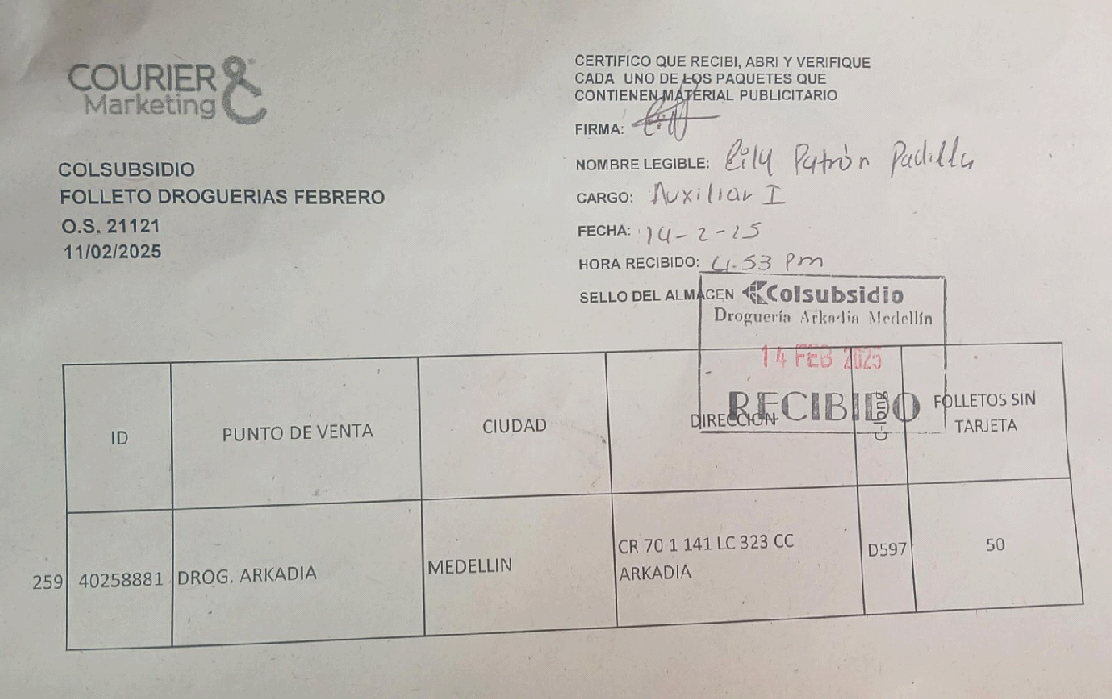 COURIER &
Marketing
COLSUBSIDIO
FOLLETO DROGUERIAS FEBRERO
O.S. 21121
11/02/2025
CERTIFICO QUE RECIBI, ABRI Y VERIFIQUE
CADA UNO DE LOS PAQUETES QUE
CONTIENEN MATERIAL PUBLICITARIO
FIRMA:
NOMBRE LEGIBLE: Lily Patrón Padilla
CARGO: Auxiliar I
FECHA: 14-2-25
HORA RECIBIDO: 4:53 Pm
SELLO DEL ALMACEN
Colsubsidio
Droguería Arkadia Medellín
14 FEB 2025
RECIBIDO
ID PUNTO DE VENTA CIUDAD DIRECCION FOLLETOS SIN
TARJETA
259 40258881 DROG. ARKADIA MEDELLIN CR 70 1 141 LC 323 CC
ARKADIA D597 50